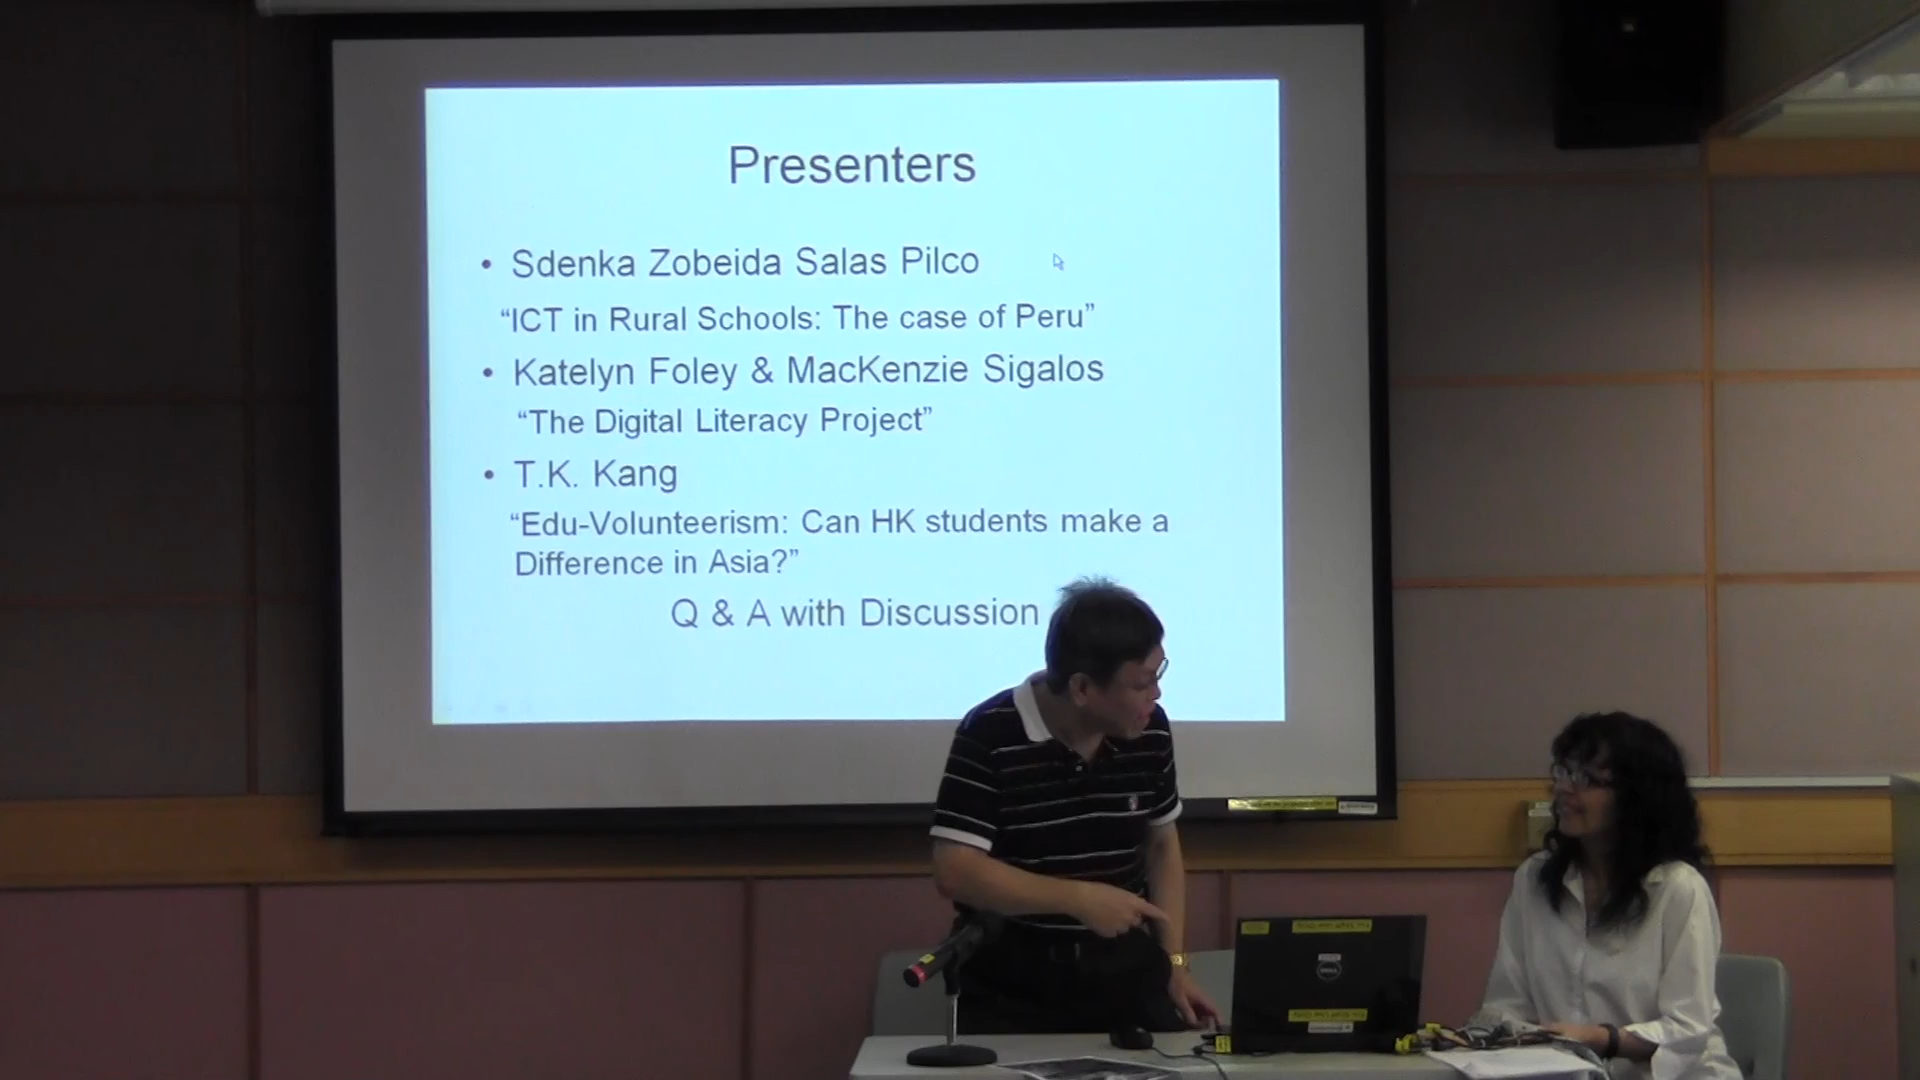 Presenters
• Sdenka Zobeida Salas Pilco
“ICT in Rural Schools: The case of Peru”
• Katelyn Foley & MacKenzie Sigalos
“The Digital Literacy Project”
• T.K. Kang
“Edu-Volunteerism: Can HK students make a
Difference in Asia?”
Q & A with Discussion